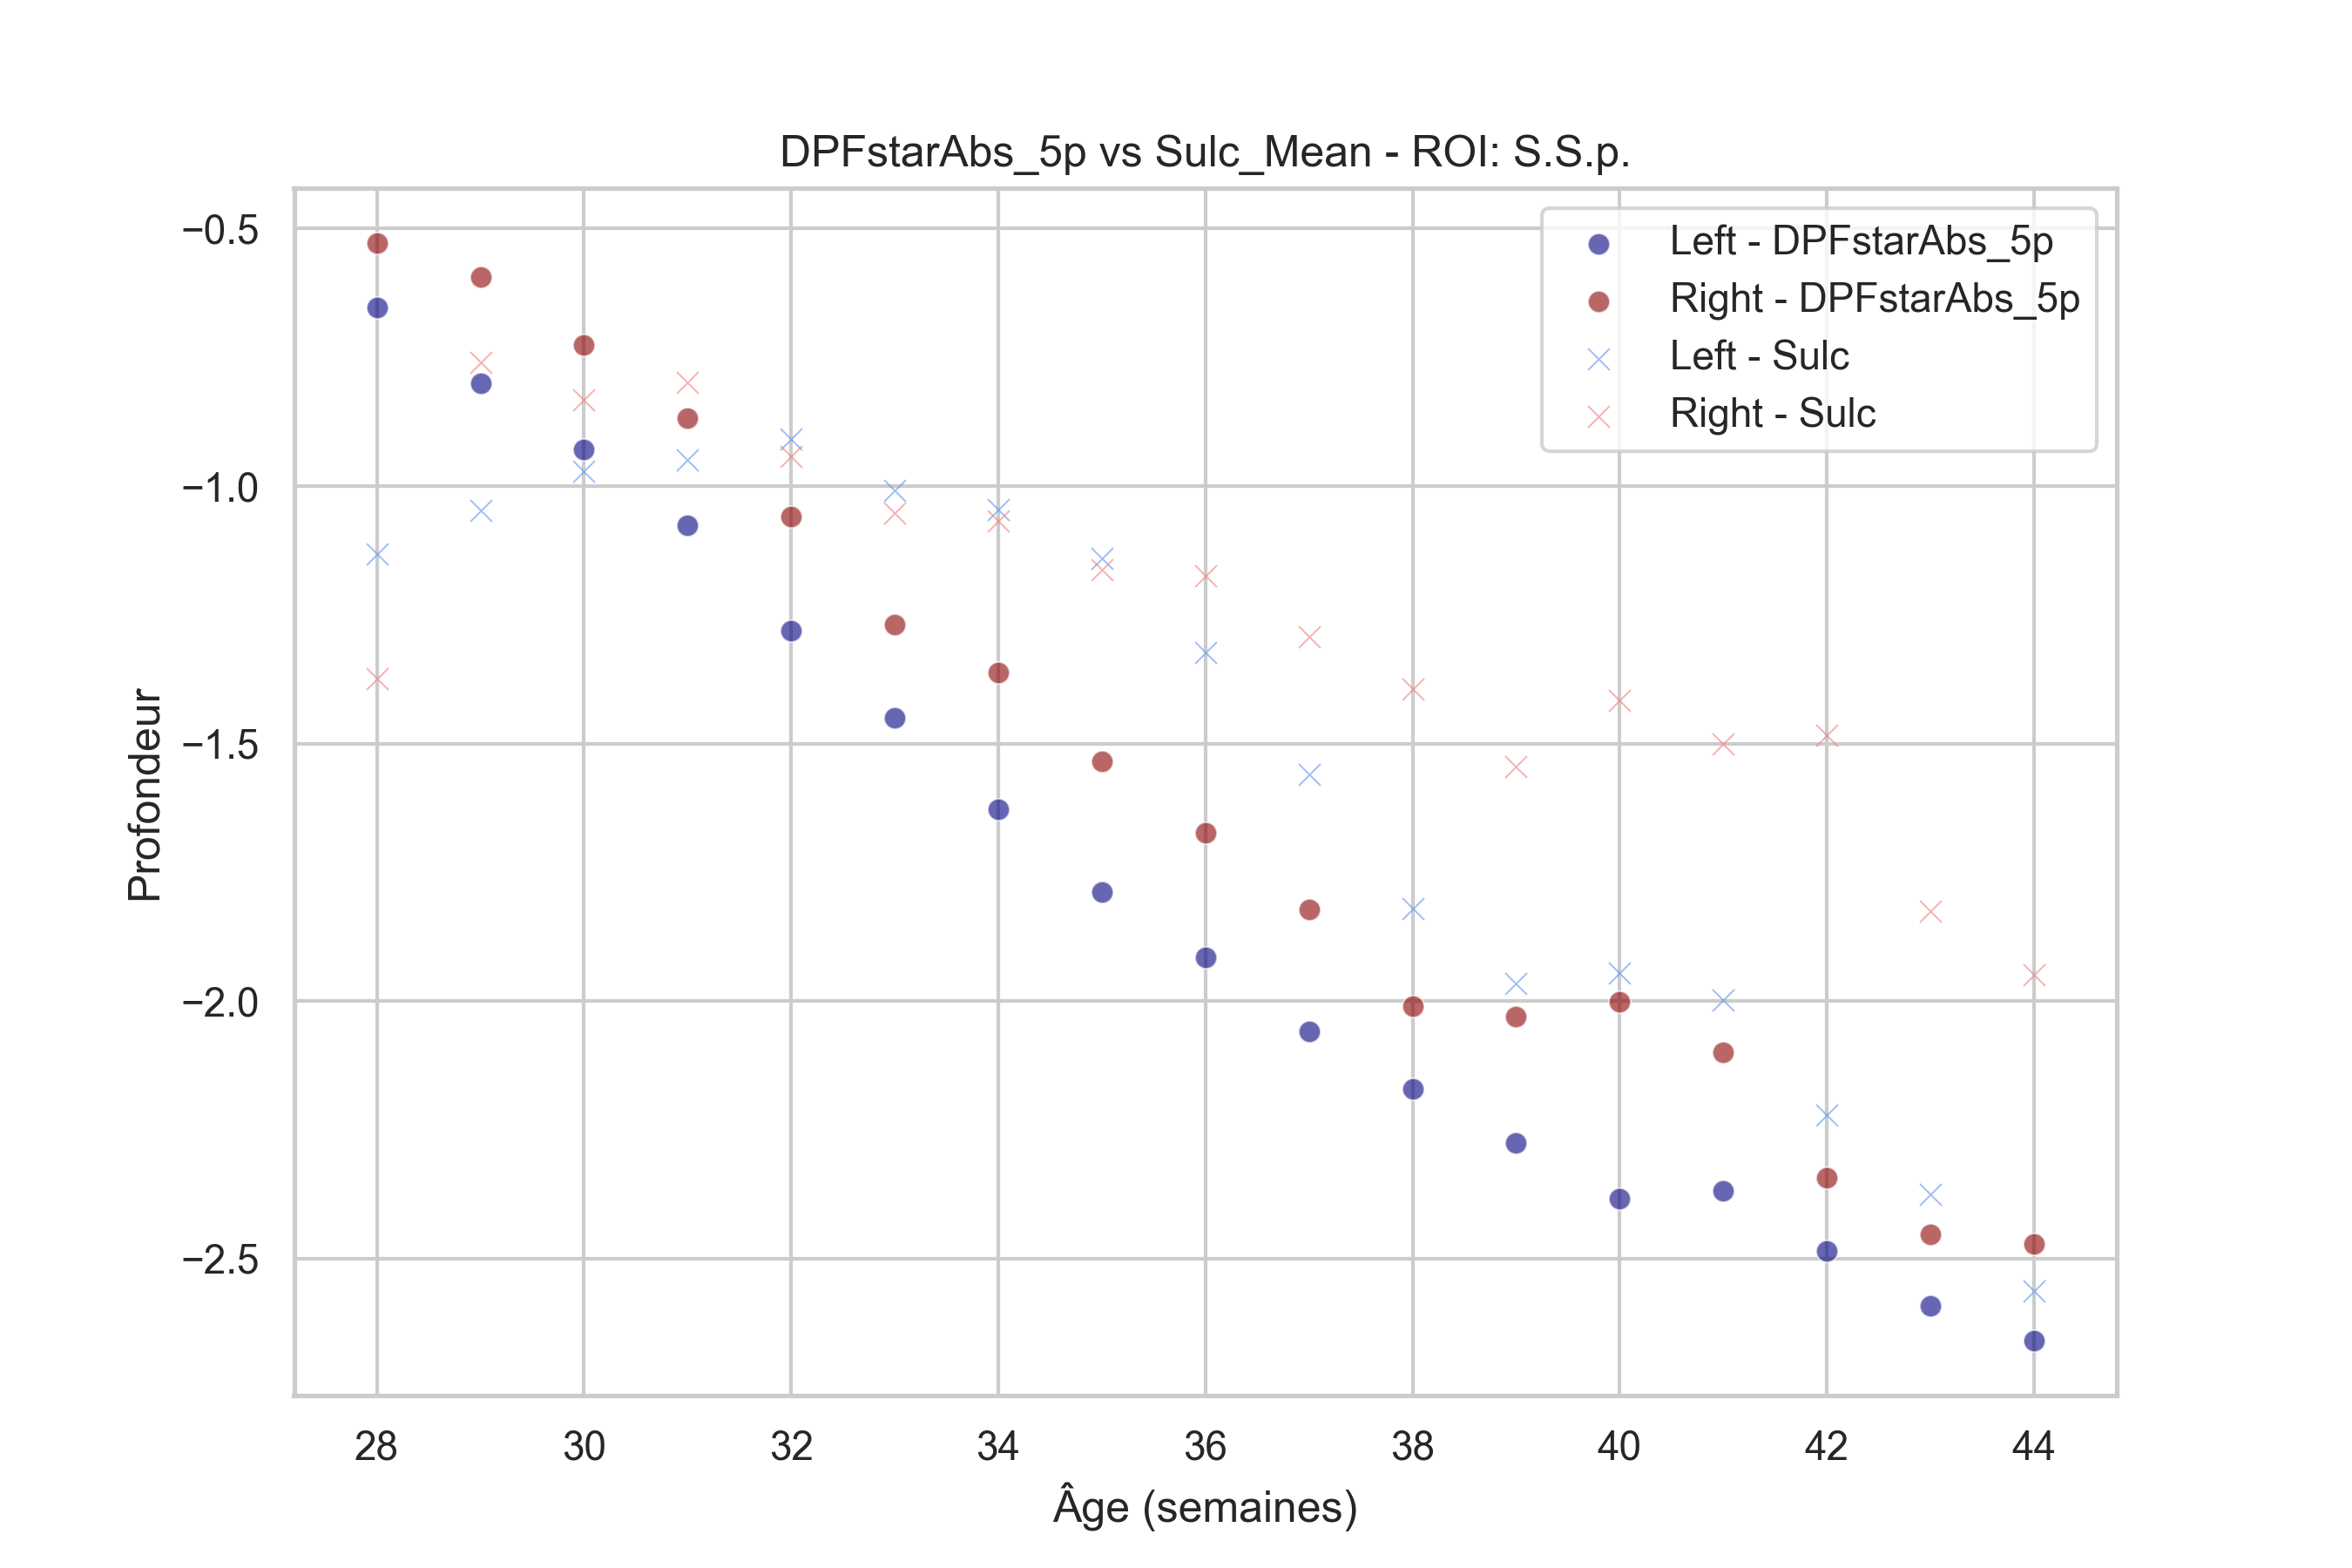 DPFstarAbs_5p vs Sulc_Mean - ROI: S.S.p.
Left - DPFstarAbs_5p
Right - DPFstarAbs_5p
Left - Sulc
Right - Sulc
Profondeur
−0.5
−1.0
−1.5
−2.0
−2.5
28 30 32 34 36 38 40 42 44
Âge (semaines)